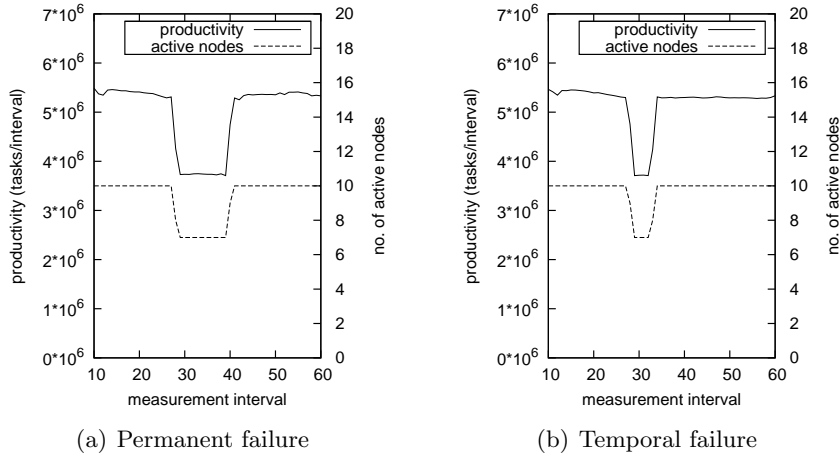 7*10^6
6*10^6
5*10^6
4*10^6
3*10^6
2*10^6
1*10^6
0*10^6
productivity (tasks/interval)
productivity
active nodes
20
18
16
14
12
10
8
6
4
2
0
no. of active nodes
10 20 30 40 50 60
measurement interval
(a) Permanent failure
7*10^6
6*10^6
5*10^6
4*10^6
3*10^6
2*10^6
1*10^6
0*10^6
productivity (tasks/interval)
productivity
active nodes
20
18
16
14
12
10
8
6
4
2
0
no. of active nodes
10 20 30 40 50 60
measurement interval
(b) Temporal failure